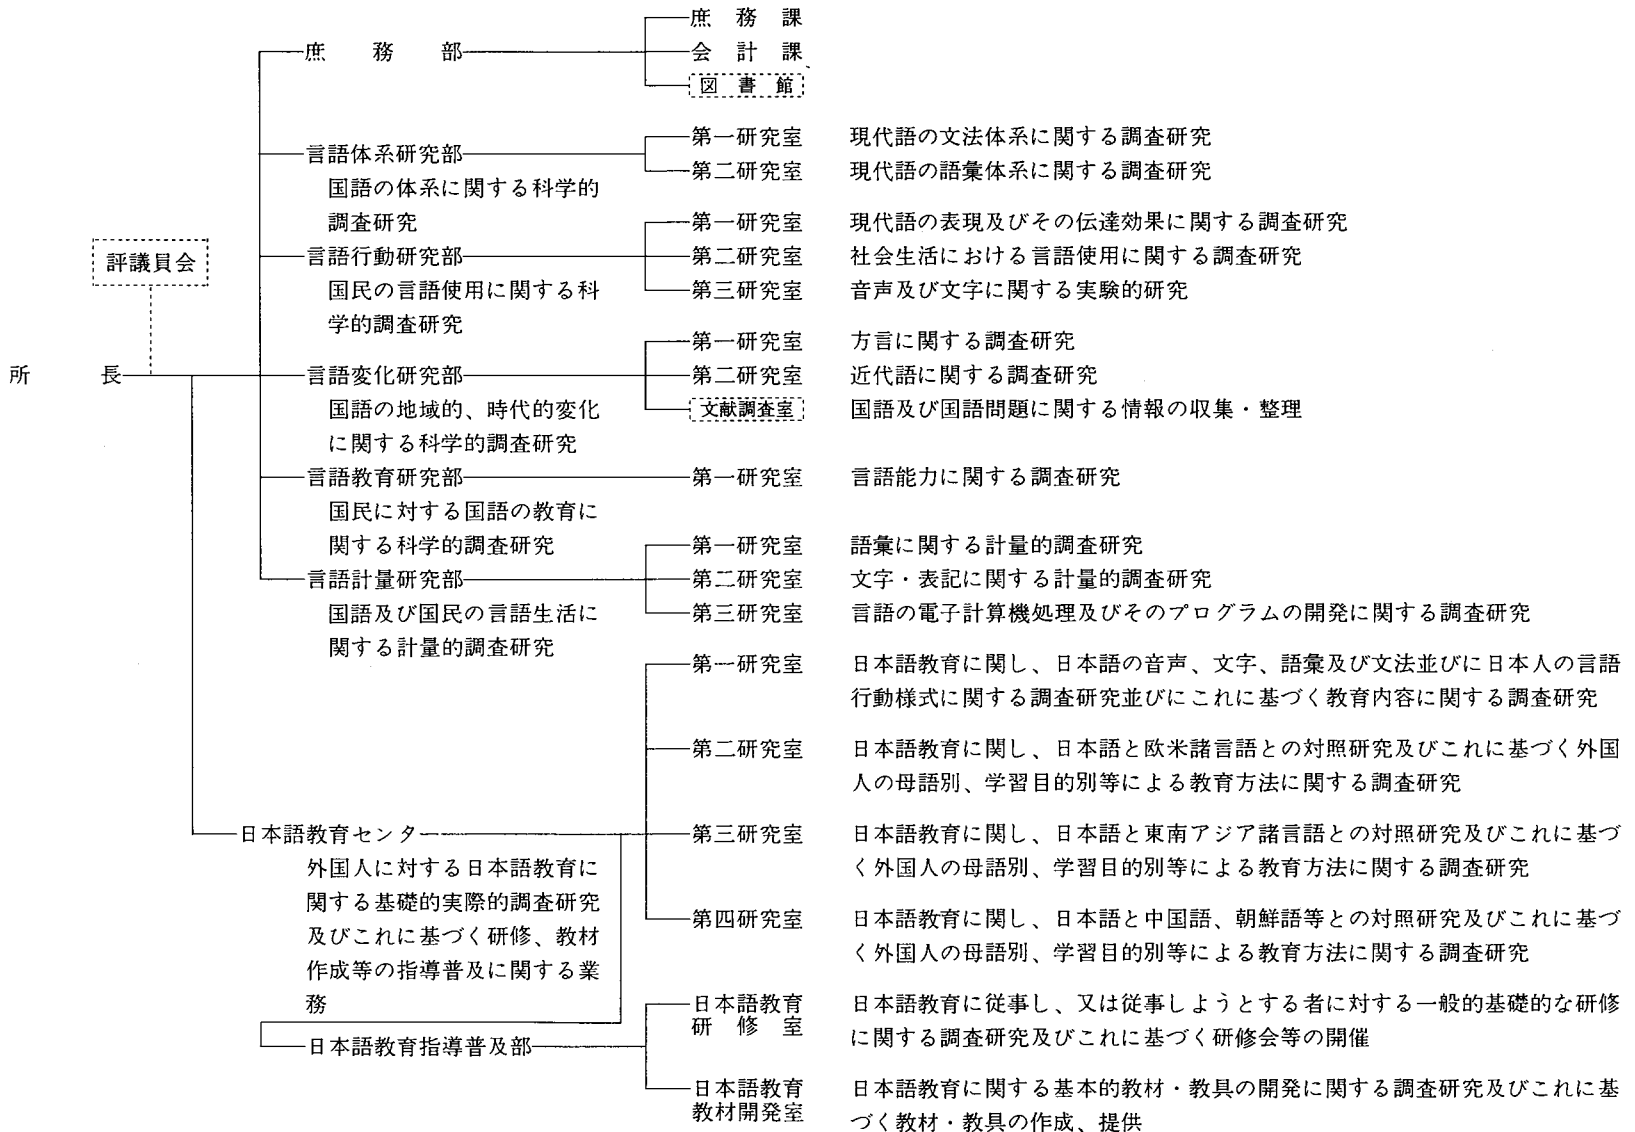 庶務課
庶務部
会計課
図書館
言語体系研究部
国語の体系に関する科学的
調査研究
第一研究室 現代語の文法体系に関する調査研究
第二研究室 現代語の語彙体系に関する調査研究
評議員会
言語行動研究部
国民の言語使用に関する科
学的調査研究
第一研究室 現代語の表現及びその伝達効果に関する調査研究
第二研究室 社会生活における言語使用に関する調査研究
第三研究室 音声及び文字に関する実験的研究
所長
言語変化研究部
国語の地域的、時代的変化
に関する科学的調査研究
第一研究室 方言に関する調査研究
第二研究室 近代語に関する調査研究
文献調査室 国語及び国語問題に関する情報の収集・整理
言語教育研究部
国民に対する国語の教育に
関する科学的調査研究
第一研究室 言語能力に関する調査研究
言語計量研究部
国語及び国民の言語生活に
関する計量的調査研究
第一研究室 語彙に関する計量的調査研究
第二研究室 文字・表記に関する計量的調査研究
第三研究室 言語の電子計算機処理及びそのプログラムの開発に関する調査研究
日本語教育センター
外国人に対する日本語教育に
関する基礎的実際的調査研究
及びこれに基づく研修、教材
作成等の指導普及に関する業
務
第一研究室 日本語教育に関し、日本語の音声、文字、語彙及び文法並びに日本人の言語
行動様式に関する調査研究並びにこれに基づく教育内容に関する調査研究
第二研究室 日本語教育に関し、日本語と欧米諸言語との対照研究及びこれに基づく外国
人の母語別、学習目的別等による教育方法に関する調査研究
第三研究室 日本語教育に関し、日本語と東南アジア諸言語との対照研究及びこれに基づ
く外国人の母語別、学習目的別等による教育方法に関する調査研究
第四研究室 日本語教育に関し、日本語と中国語、朝鮮語等との対照研究及びこれに基づ
く外国人の母語別、学習目的別等による教育方法に関する調査研究
日本語教育指導普及部
日本語教育
研修室
日本語教育に従事し、又は従事しようとする者に対する一般的基礎的な研修
に関する調査研究及びこれに基づく研修会等の開催
日本語教育
教材開発室
日本語教育に関する基本的教材・教具の開発に関する調査研究及びこれに基
づく教材・教具の作成、提供